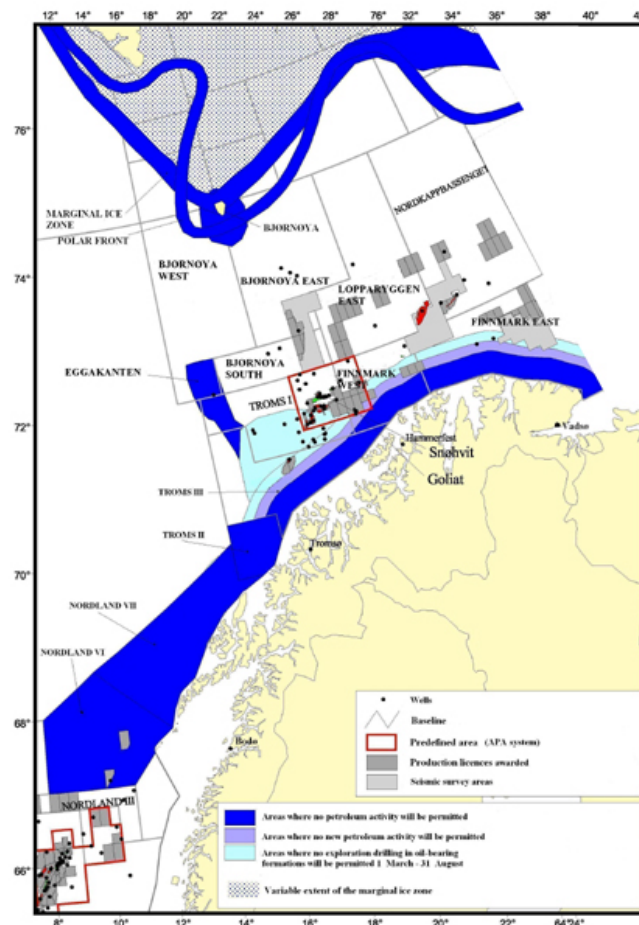 12° 14° 16° 18° 20° 22° 24° 26° 28° 76° 32° 34° 36° 38° 40°
76°
74°
72°
70°
68°
66°
MARGINAL ICE
ZONE
POLAR FRONT
BJØRNØYA
NORDKAPPBASSENGET
BJØRNØYA
WEST
BJØRNØYA EAST
LOPPARYGGEN
EAST
FINNMARK EAST
EGGAKANTEN
BJØRNØYA
SOUTH
FINNMARK
WEST
TROMS I
Hammerfest
Snøhvit
Goliat
Vadsø
TROMS III
TROMS II
Tromsø
NORDLAND VII
NORDLAND VI
Bodø
NORDLAND III
Wells
Baseline
Predefined area (APA system)
Production licences awarded
Seismic survey areas
Areas where no petroleum activity will be permitted
Areas where no new petroleum activity will be permitted
Areas where no exploration drilling in oil-bearing
formations will be permitted 1 March - 31 August
Variable extent of the marginal ice zone
8° 10° 12° 14° 16° 18° 20° 22°